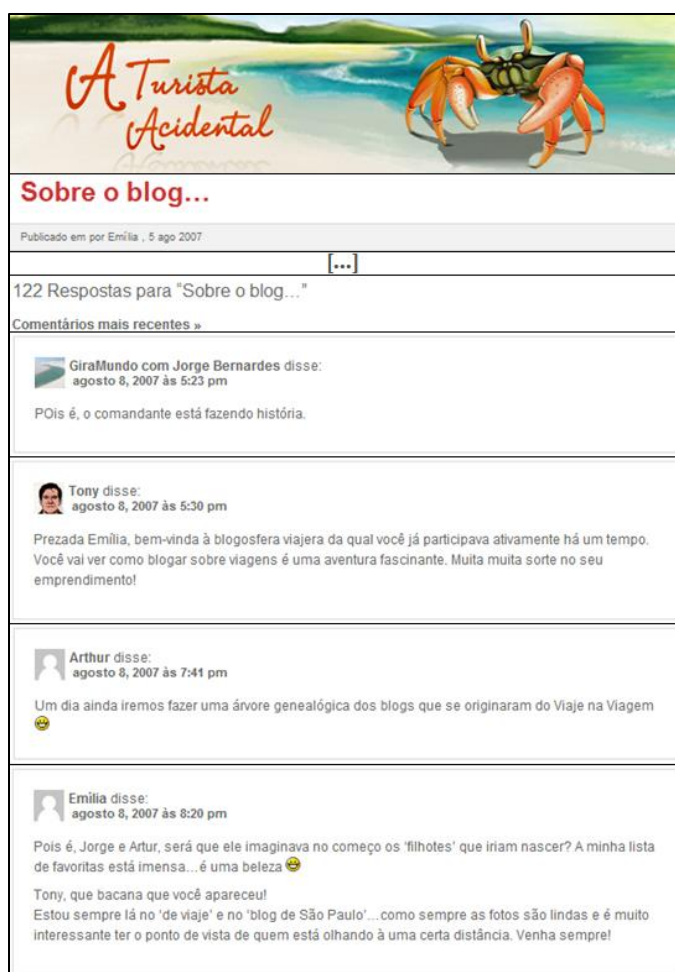 A Turista
Acidental
Sobre o blog...
Publicado em por Emília , 5 ago 2007
[...]
122 Respostas para “Sobre o blog...”
Comentários mais recentes »
GiraMundo com Jorge Bernardes disse:
agosto 8, 2007 às 5:23 pm
POis é, o comandante está fazendo história.
Tony disse:
agosto 8, 2007 às 5:30 pm
Prezada Emília, bem-vinda à blogosfera viajera da qual você já participava ativamente há um tempo.
Você vai ver como blogar sobre viagens é uma aventura fascinante. Muita muita sorte no seu
emprendimento!
Arthur disse:
agosto 8, 2007 às 7:41 pm
Um dia ainda iremos fazer uma árvore genealógica dos blogs que se originaram do Viaje na Viagem
Emília disse:
agosto 8, 2007 às 8:20 pm
Pois é, Jorge e Artur, será que ele imaginava no começo os 'filhotes' que iriam nascer? A minha lista
de favoritas está imensa...é uma beleza
Tony, que bacana que você apareceu!
Estou sempre lá no 'de viaje' e no 'blog de São Paulo'...como sempre as fotos são lindas e é muito
interessante ter o ponto de vista de quem está olhando à uma certa distância. Venha sempre!